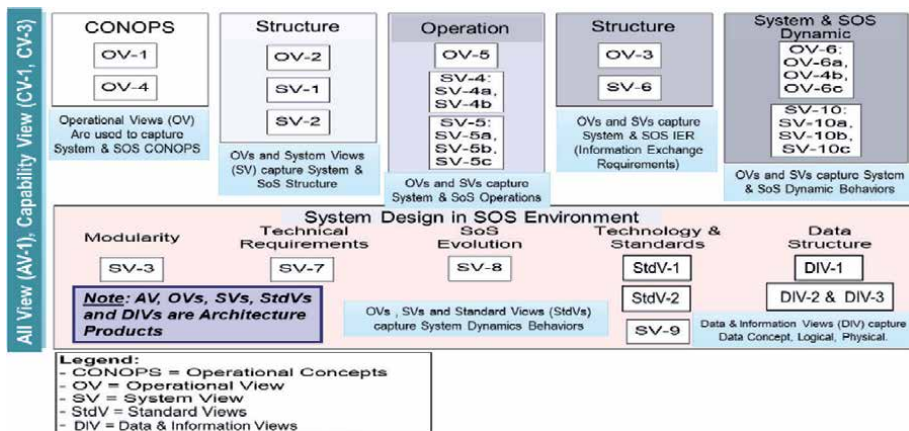 All View (AV-1), Capability View (CV-1, CV-3)
CONOPS
OV-1
OV-4
Operational Views (OV)
Are used to capture
System & SOS CONOPS
Structure
OV-2
SV-1
SV-2
OVs and System Views
(SV) capture System &
SoS Structure
Operation
OV-5
SV-4:
SV-4a,
SV-4b
SV-5:
SV-5a,
SV-5b,
SV-5c
OVs and SVs capture
System & SoS Operations
Structure
OV-3
SV-6
OVs and SVs capture
System & SOS IER
(Information Exchange
Requirements)
System & SOS
Dynamic
OV-6:
OV-6a,
OV-4b,
OV-6c
SV-10:
SV-10a,
SV-10b,
SV-10c
OVs and SVs capture System
& SoS Dynamic Behaviors
System Design in SOS Environment
Modularity
SV-3
Technical
Requirements
SV-7
SoS
Evolution
SV-8
Technology &
Standards
StdV-1
StdV-2
SV-9
Data
Structure
DIV-1
DIV-2 & DIV-3
Note: AV, OVs, SVs, StdVs
and DIVs are Architecture
Products
OVs , SVs and Standard Views (StdVs)
capture System Dynamics Behaviors
Data & Information Views (DIV) capture
Data Concept, Logical, Physical.
Legend:
- CONOPS = Operational Concepts
- OV = Operational View
- SV = System View
- StdV = Standard Views
- DIV = Data & Information Views